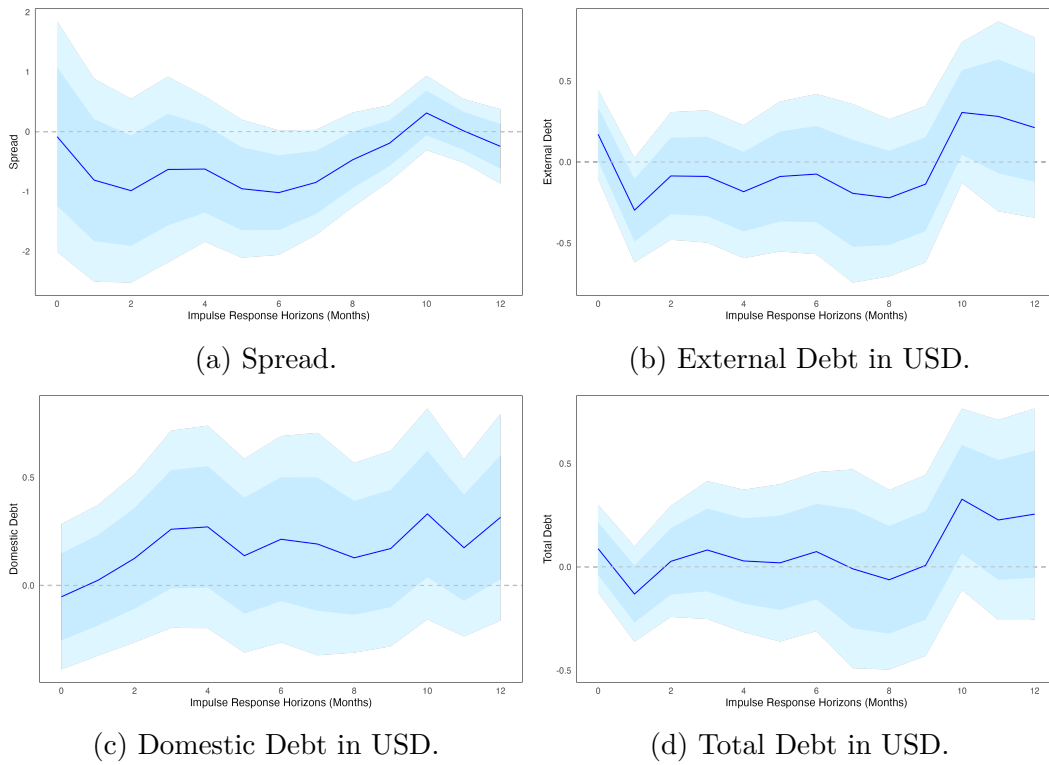 2
1
0
-1
-2
Spread
0 2 4 6 8 10 12
Impulse Response Horizons (Months)
(a) Spread.
0.5
0.0
-0.5
External Debt
0 2 4 6 8 10 12
Impulse Response Horizons (Months)
(b) External Debt in USD.
0.5
0.0
Domestic Debt
0 2 4 6 8 10 12
Impulse Response Horizons (Months)
(c) Domestic Debt in USD.
0.5
0.0
-0.5
Total Debt
0 2 4 6 8 10 12
Impulse Response Horizons (Months)
(d) Total Debt in USD.